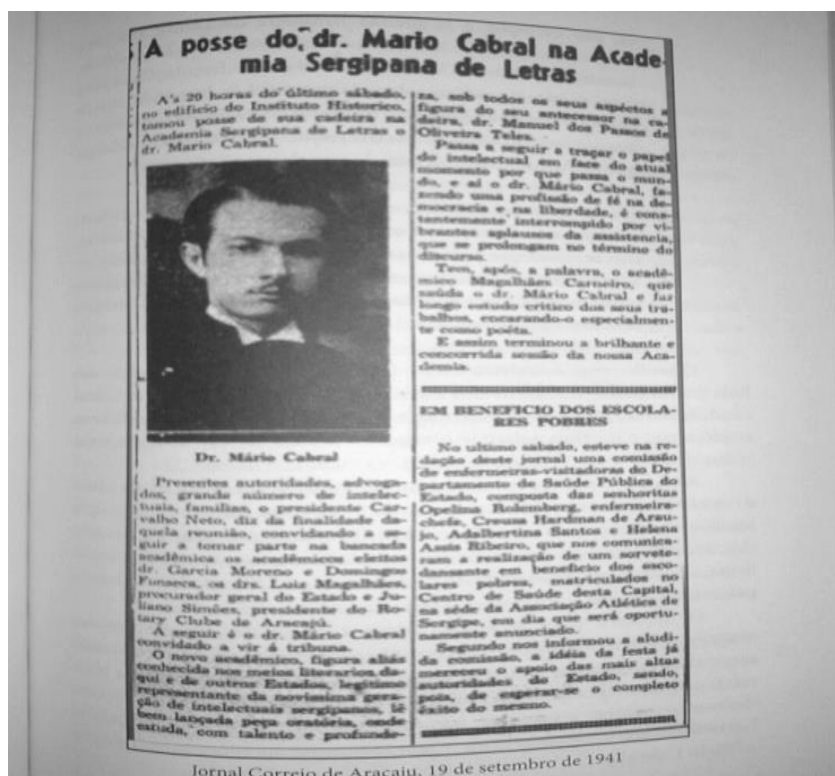 A posse do dr. Mario Cabral na Acade-
mia Sergipana de Letras
A's 20 horas do último sábado,
no edificio do Instituto Historico,
tomou posse de sua cadeira na
Academia Sergipana de Letras o
dr. Mario Cabral.
Dr. Mário Cabral
Presentes autoridades, advoga-
dos, grande número de intelec-
tuais, familias, o presidente Car-
valho Neto, diz da finalidade da-
quela reunião, convidando a se-
guir a tomar parte na bancada
acadêmica os acadêmicos eleitos
dr. Garcia Moreno e Domingos
Fonseca, os drs. Luiz Magalhães,
procurador geral do Estado e Ju-
liano Simões, presidente do Ro-
tary Clube de Aracajú.
A seguir é o dr. Mário Cabral
convidado a vir á tribuna.
O novo acadêmico, figura aliás
conhecida nos meios literarios da-
qui e de outros Estados, legítimo
representante da novissima gera-
ção de intelectuais sergipanos, lê
bem lançada peça oratória, onde
estuda, com talento e profunde-
za, sob todos os seus aspéctos a
figura do seu antecessor na ca-
deira, dr. Manuel dos Passos de
Oliveira Teles.
Passa a seguir a traçar o papel
do intelectual em face do atual
momento por que passa o mun-
do, e aí o dr. Mário Cabral, fa-
sendo uma profissão de fé na de-
mocracia e na liberdade, é cons-
tantemente interrompido por vi-
brantes aplausos da assistencia,
que se prolongam no término do
discurso.
Tem, após, a palavra, o acadê-
mico Magalhães Carneiro, que
saúda o dr. Mário Cabral e faz
longo estudo critico dos seus tra-
balhos, encarando-o especialmen-
te como poéta.
E assim terminou a brilhante e
concorrida sessão da nossa Aca-
demia.
EM BENEFICIO DOS ESCOLA-
RES POBRES
No ultimo sabado, esteve na re-
dação deste jornal uma comissão
de enfermeiras-visitadoras do De-
partamento de Saúde Pública do
Estado, composta das senhoritas
Opelina Rolemberg, enfermeira-
chefe, Creusa Hardman de Arau-
jo, Adalbertina Santos e Helena
Assis Ribeiro, que nos comunica-
ram a realização de um sorvete-
dansante em beneficio dos esco-
lares pobres, matriculados no
Centro de Saúde desta Capital,
na séde da Associação Atlética de
Sergipe, em dia que será oportu-
namente anunciado.
Segundo nos informou a aludi-
da comissão, a idéia da festa já
mereceu o apoio das mais altas
autoridades do Estado, sendo,
pois, de esperar-se o completo
êxito do mesmo.
Jornal Correio de Aracaju, 19 de setembro de 1941